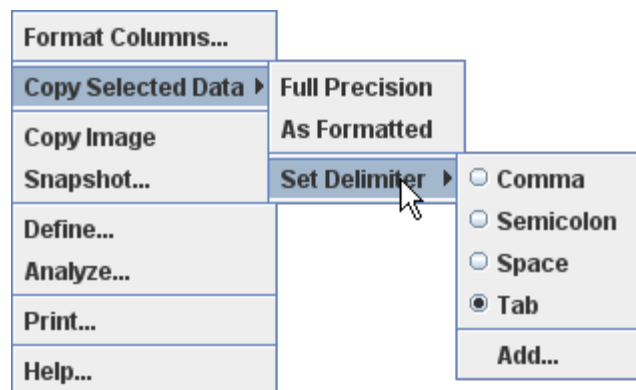 Format Columns...
Copy Selected Data
Copy Image
Snapshot...
Define...
Analyze...
Print...
Help...
Full Precision
As Formatted
Set Delimiter
Comma
Semicolon
Space
Tab
Add...